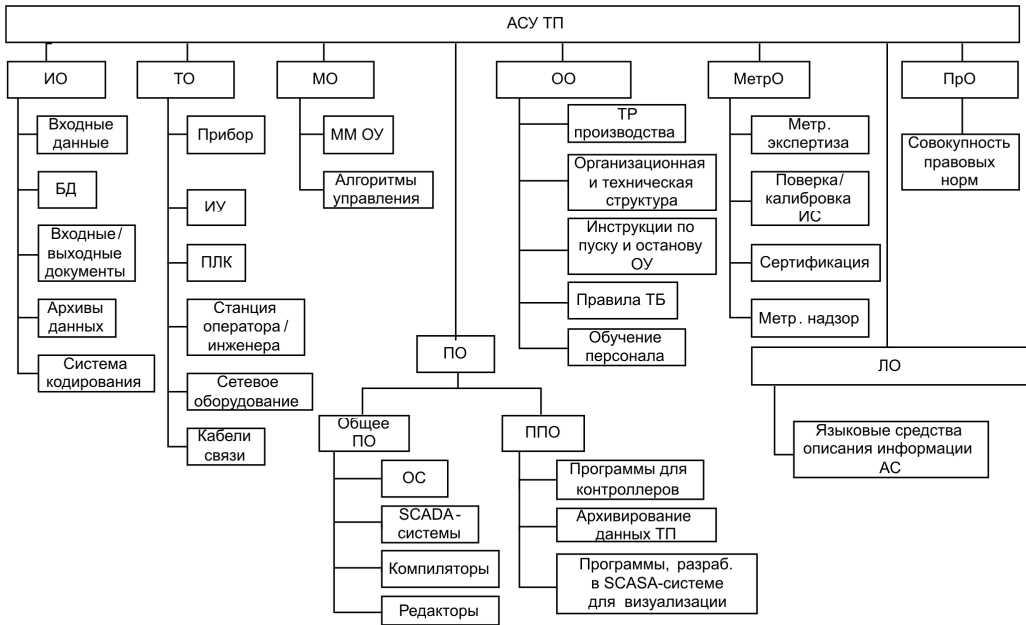 АСУ ТП
ИО
Входные
данные
БД
Входные/
выходные
документы
Архивы
данных
Система
кодирования
ТО
Прибор
ИУ
ПЛК
Станция
оператора /
инженера
Сетевое
оборудование
Кабели
связи
МО
ММ ОУ
Алгоритмы
управления
ПО
Общее
ПО
ОС
SCADA-
системы
Компиляторы
Редакторы
ППО
Программы для
контроллеров
Архивирование
данных ТП
Программы, разраб.
в SCASA-системе
для визуализации
ОО
ТР
производства
Организационная
и техническая
структура
Инструкции по
пуску и останову
ОУ
Правила ТБ
Обучение
персонала
МетрО
Метр.
экспертиза
Поверка/
калибровка
ИС
Сертификация
Метр. надзор
ЛО
Языковые средства
описания информации
АС
ПрО
Совокупность
правовых
норм